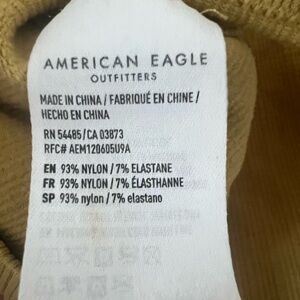 AMERICAN EAGLE
OUTFITTERS
MADE IN CHINA / FABRIQUÉ EN CHINE /
HECHO EN CHINA
RN 54485/CA 03873
RFC# AEM120605U9A
EN 93% NYLON / 7% ELASTANE
FR 93% NYLON / 7% ÉLASTHANNE
SP 93% nylon / 7% elastano